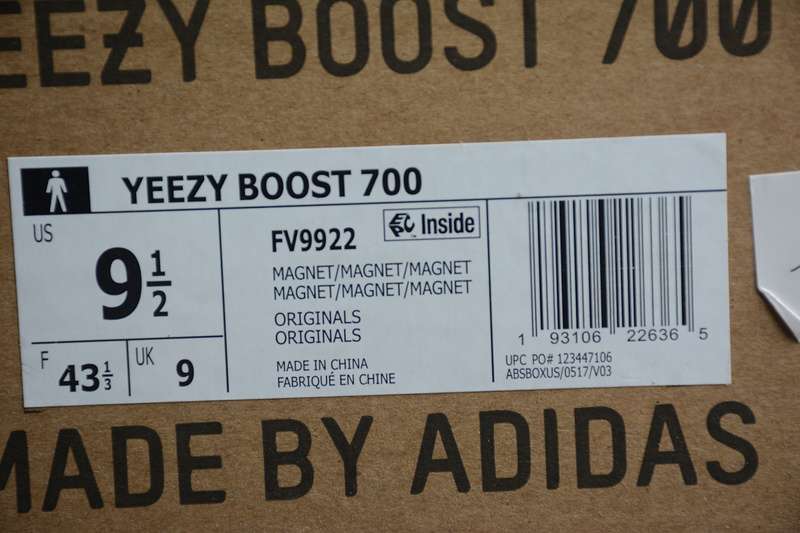 EEZY BOOST 700
YEEZY BOOST 700
US
9 1/2
F 43 1/3
UK 9
FV9922
Inside
MAGNET/MAGNET/MAGNET
MAGNET/MAGNET/MAGNET
ORIGINALS
ORIGINALS
MADE IN CHINA
FABRIQUÉ EN CHINE
1 93106 22636 5
UPC PO# 123447106
ABSBOXUS/0517/V03
MADE BY ADIDAS